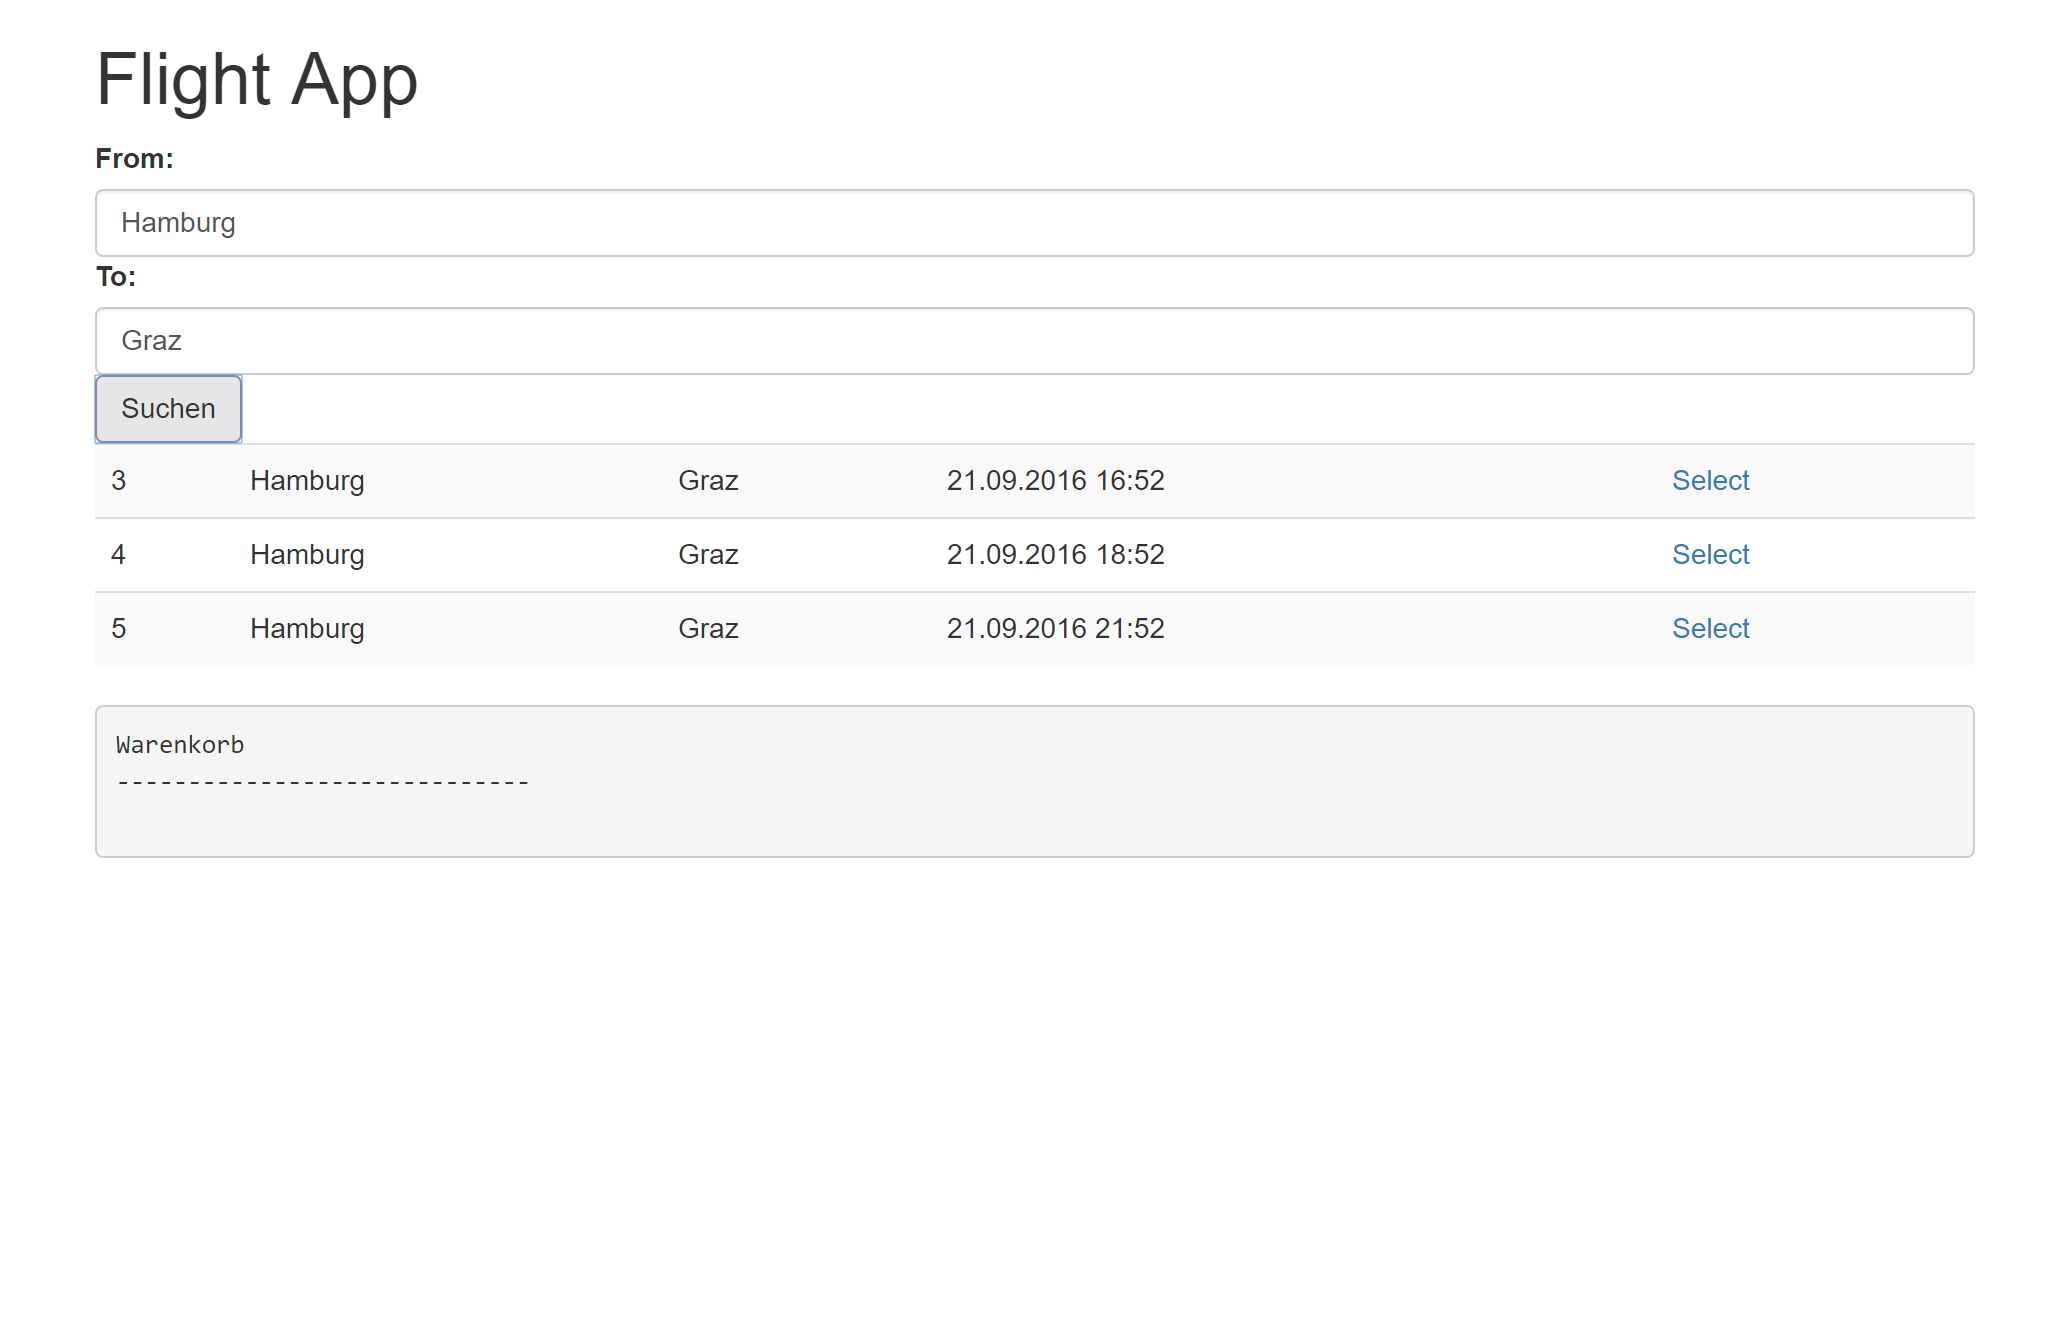 Flight App
From:
Hamburg
To:
Graz
Suchen
3 Hamburg Graz 21.09.2016 16:52 Select
4 Hamburg Graz 21.09.2016 18:52 Select
5 Hamburg Graz 21.09.2016 21:52 Select
Warenkorb
-----------------------------